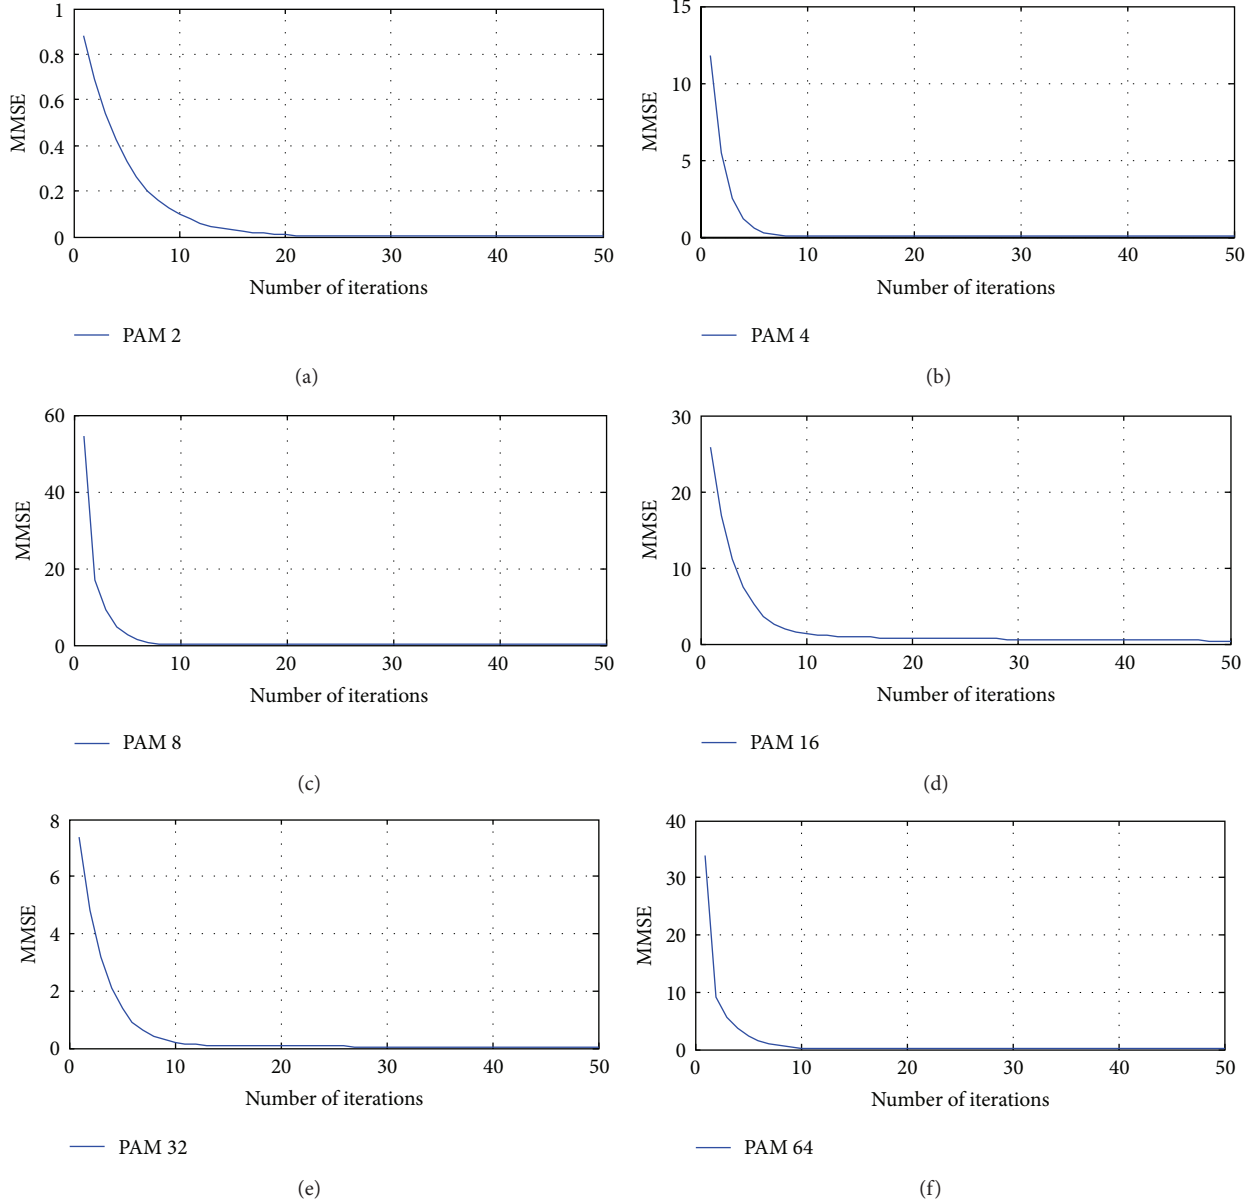 1
0.8
0.6
0.4
0.2
0
MMSE
0 10 20 30 40 50
Number of iterations
PAM 2
(a)
15
10
5
0
MMSE
0 10 20 30 40 50
Number of iterations
PAM 4
(b)
60
40
20
0
MMSE
0 10 20 30 40 50
Number of iterations
PAM 8
(c)
30
20
10
0
MMSE
0 10 20 30 40 50
Number of iterations
PAM 16
(d)
8
6
4
2
0
MMSE
0 10 20 30 40 50
Number of iterations
PAM 32
(e)
40
30
20
10
0
MMSE
0 10 20 30 40 50
Number of iterations
PAM 64
(f)